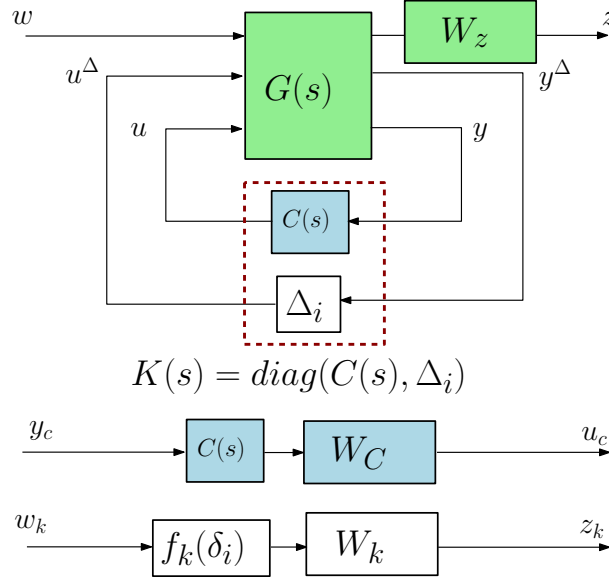 w
W_z
z
u^Δ
G(s)
y^Δ
u
y
C(s)
Δ_i
K(s) = diag(C(s), Δ_i)
y_c
C(s)
W_C
u_c
w_k
f_k(δ_i)
W_k
z_k